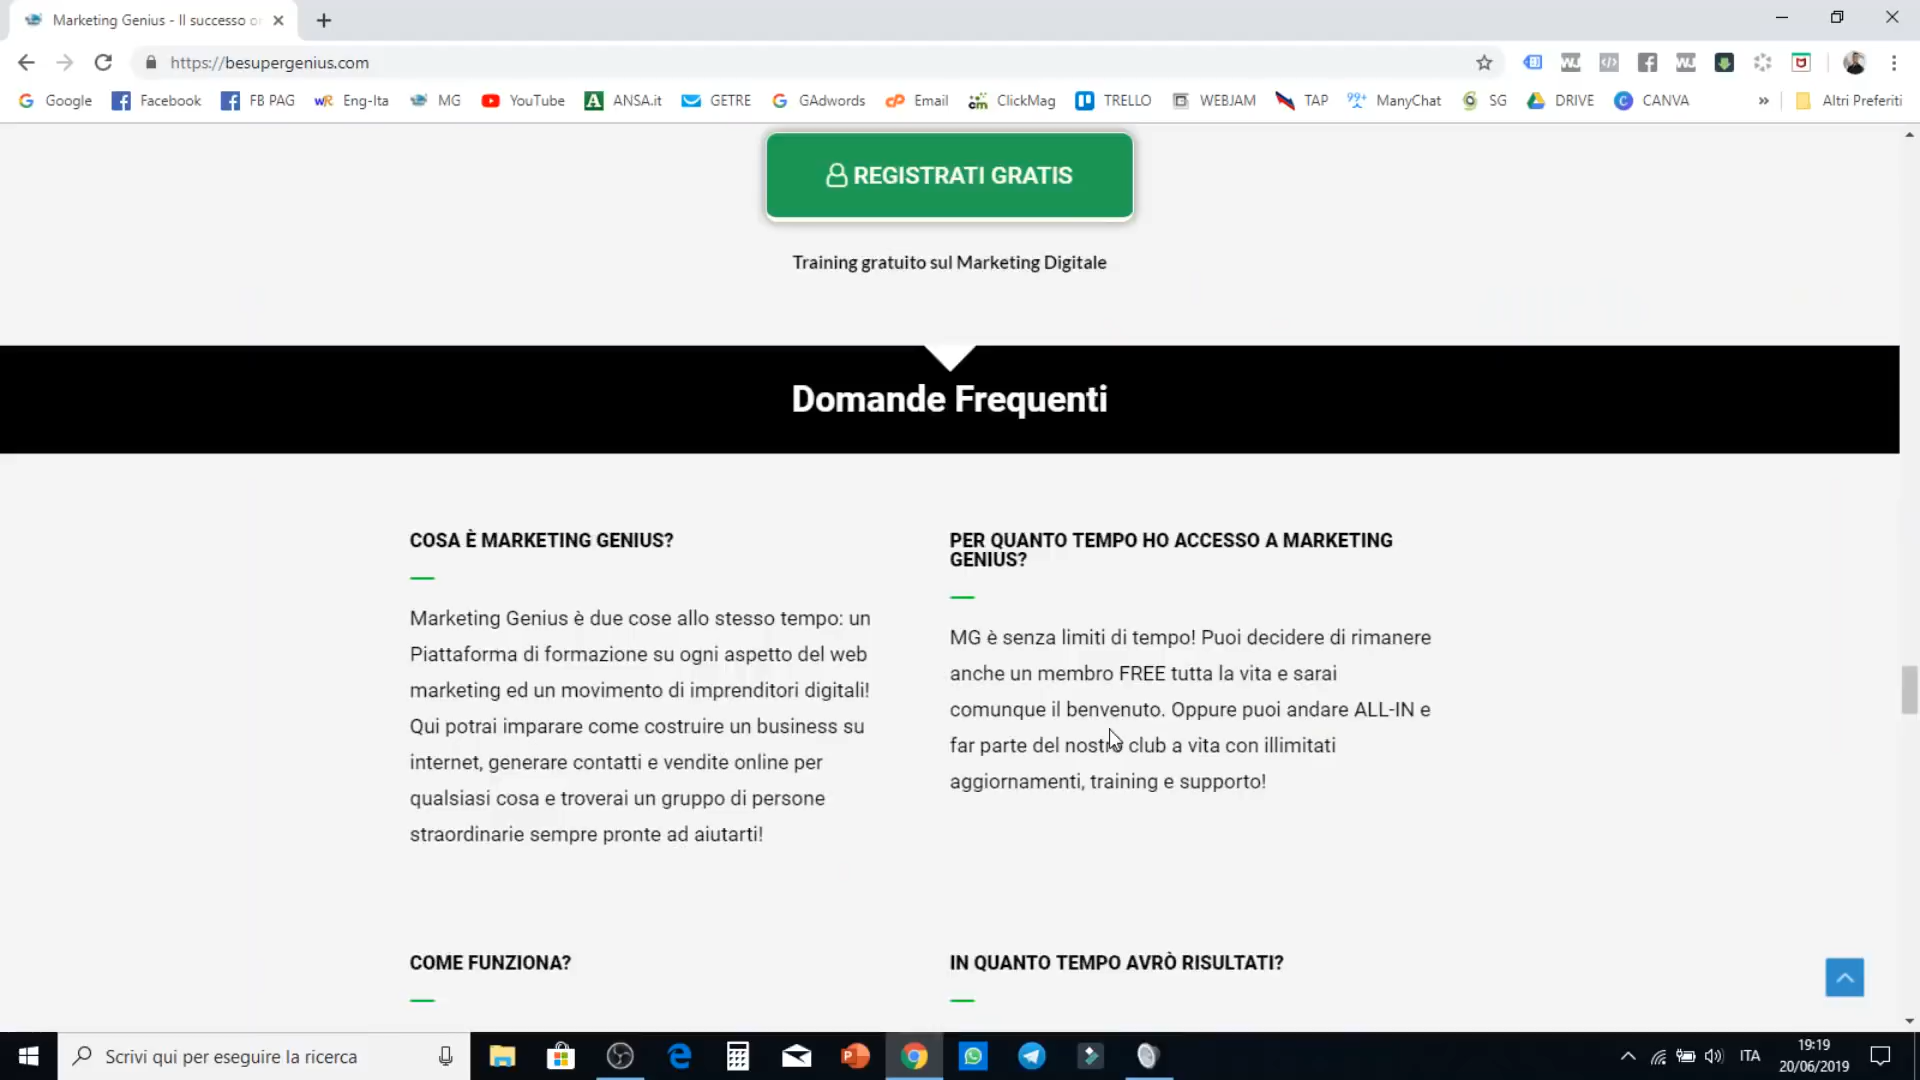 Marketing Genius - Il successo o
https://besupergenius.com
Google
Facebook
FB PAG
Eng-Ita
MG
YouTube
ANSA.it
GETRE
GAdwords
Email
ClickMag
TRELLO
WEBJAM
TAP
99+
ManyChat
SG
DRIVE
CANVA
»
Altri Preferiti
REGISTRATI GRATIS
Training gratuito sul Marketing Digitale
Domande Frequenti
COSA È MARKETING GENIUS?
Marketing Genius è due cose allo stesso tempo: un
Piattaforma di formazione su ogni aspetto del web
marketing ed un movimento di imprenditori digitali!
Qui potrai imparare come costruire un business su
internet, generare contatti e vendite online per
qualsiasi cosa e troverai un gruppo di persone
straordinarie sempre pronte ad aiutarti!
PER QUANTO TEMPO HO ACCESSO A MARKETING
GENIUS?
MG è senza limiti di tempo! Puoi decidere di rimanere
anche un membro FREE tutta la vita e sarai
comunque il benvenuto. Oppure puoi andare ALL-IN e
far parte del nostro club a vita con illimitati
aggiornamenti, training e supporto!
COME FUNZIONA?
IN QUANTO TEMPO AVRÒ RISULTATI?
Scrivi qui per eseguire la ricerca
ITA
19:19
20/06/2019